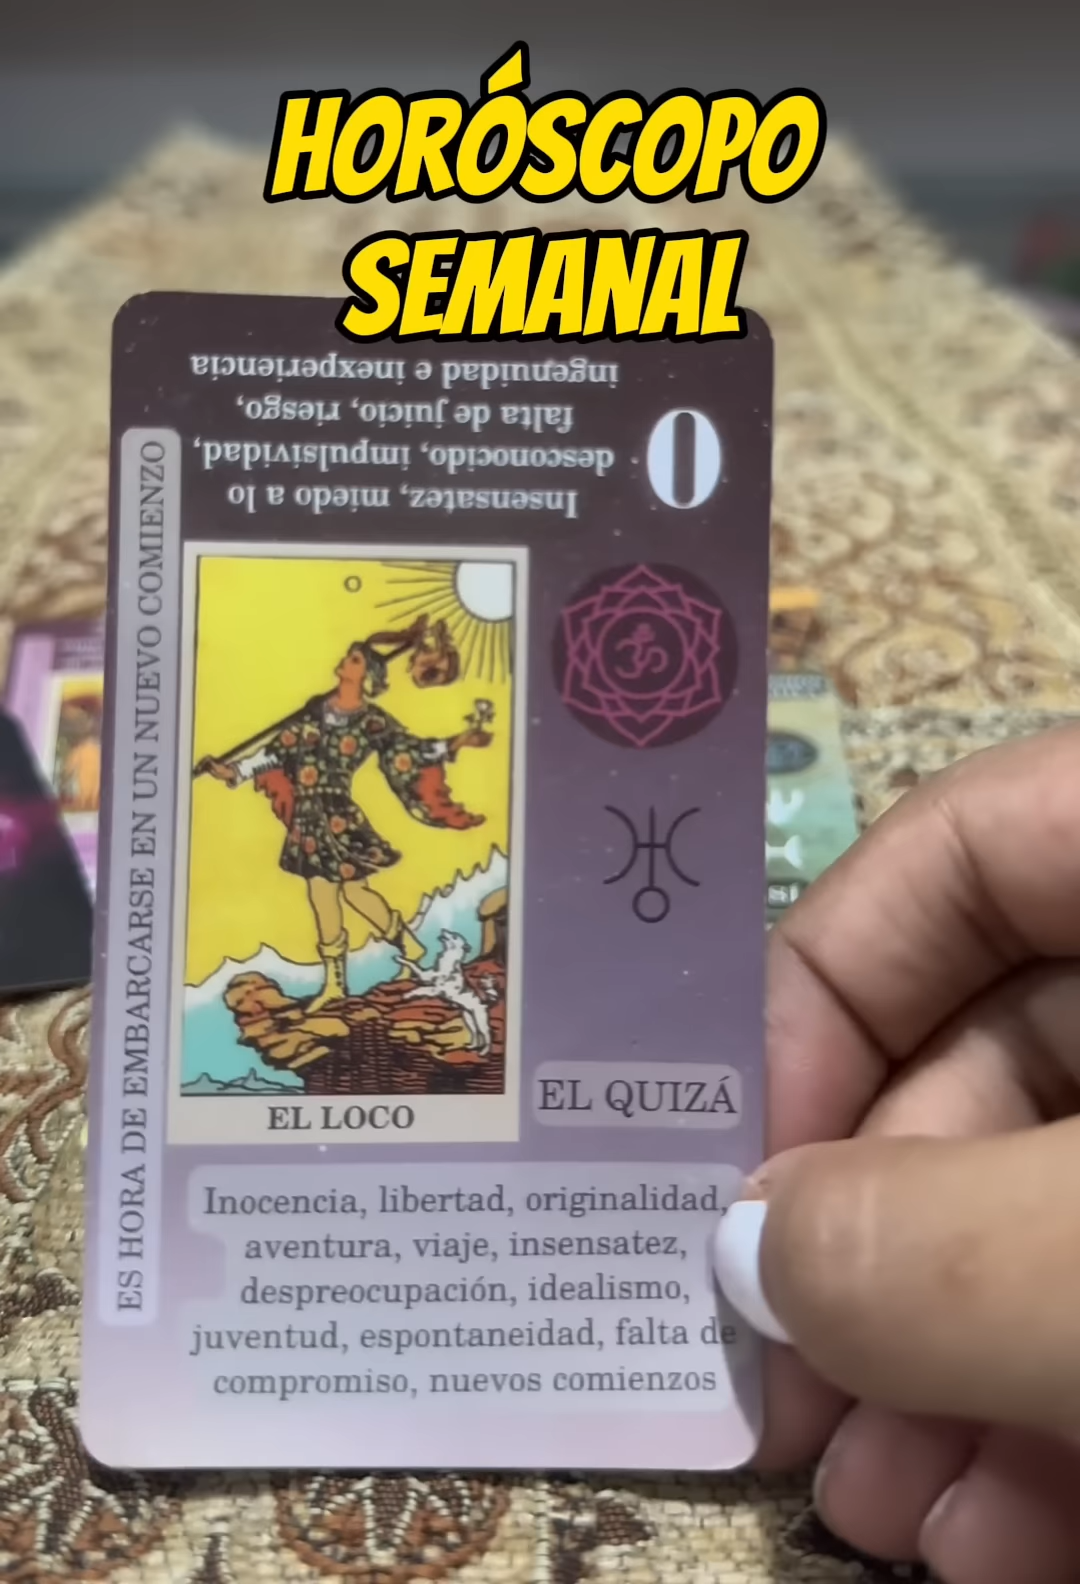 HORÓSCOPO
SEMANAL
Insensatez, miedo a lo
desconocido, impulsividad,
falta de juicio, riesgo,
ingenuidad e inexperiencia
0
ES HORA DE EMBARCARSE EN UN NUEVO COMIENZO
0
ॐ
EL LOCO
EL QUIZÁ
Inocencia, libertad, originalidad,
aventura, viaje, insensatez,
despreocupación, idealismo,
juventud, espontaneidad, falta de
compromiso, nuevos comienzos